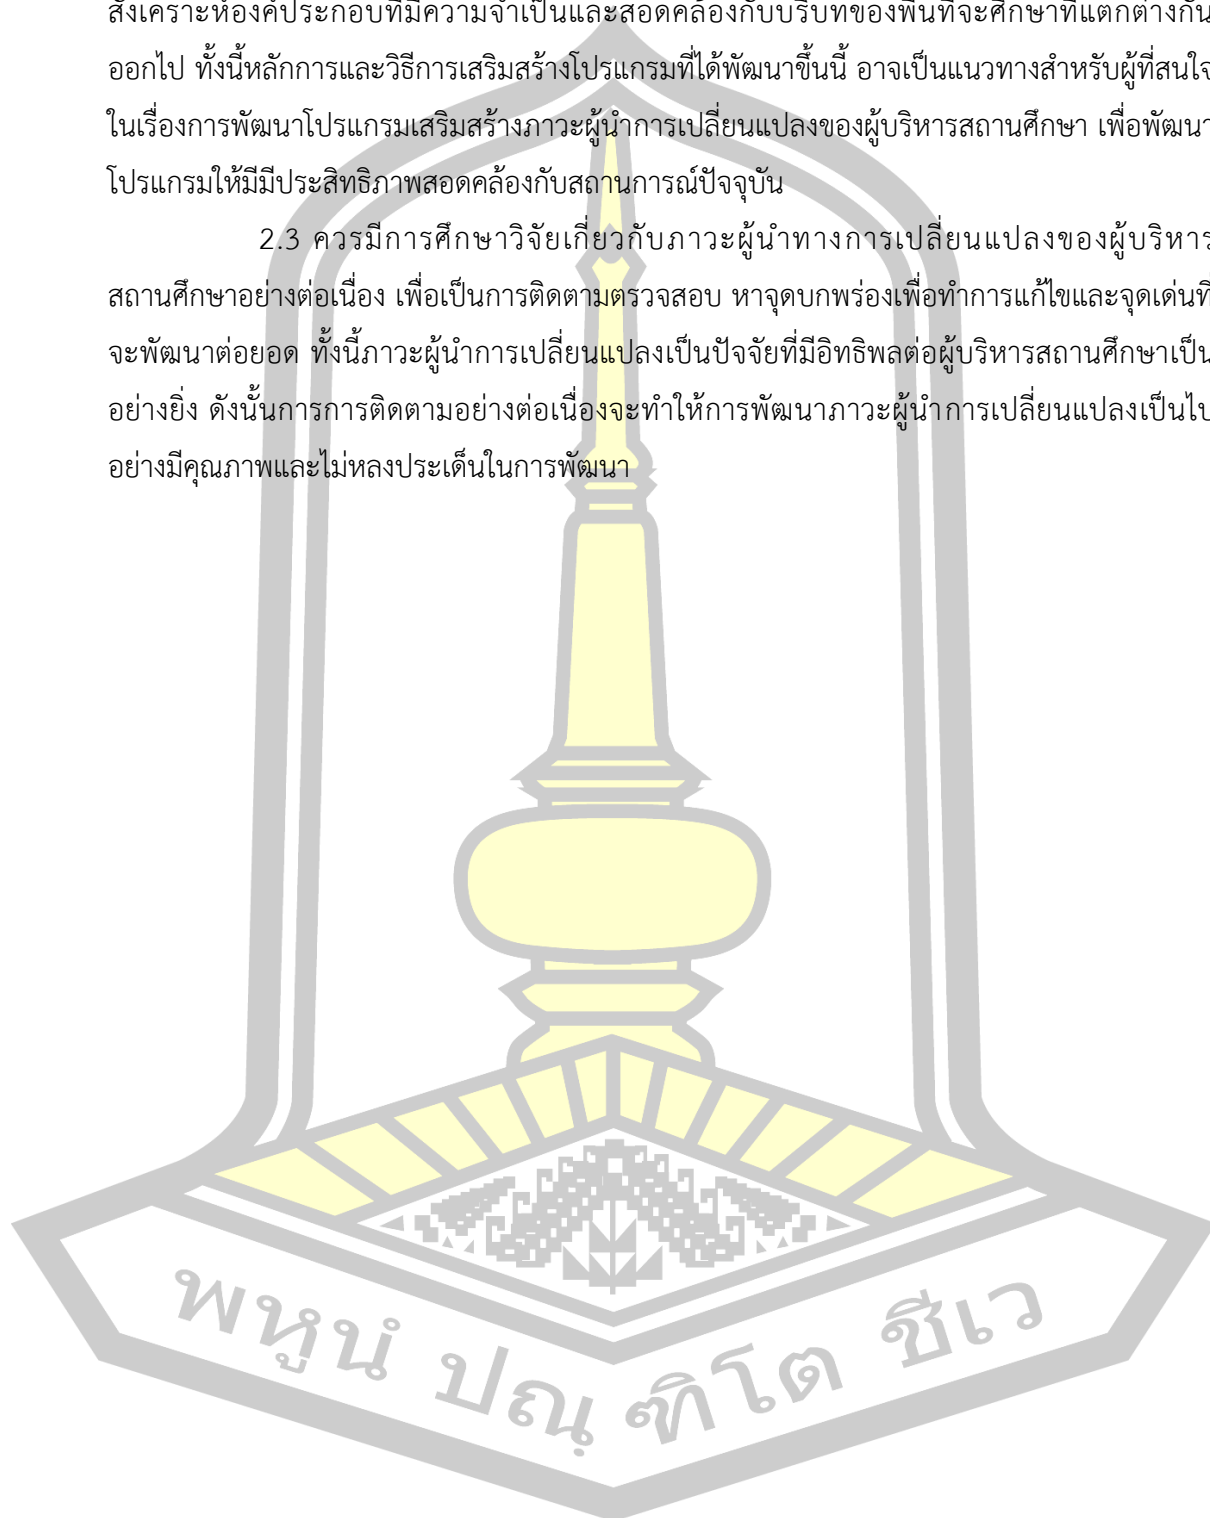 สังเคราะห์องค์ประกอบที่มีความจำเป็นและสอดคล้องกับบริบทของพื้นที่จะศึกษาที่แตกต่างกัน
ออกไป ทั้งนี้หลักการและวิธีการเสริมสร้างโปรแกรมที่ได้พัฒนาขึ้นนี้ อาจเป็นแนวทางสำหรับผู้ที่สนใจ
ในเรื่องการพัฒนาโปรแกรมเสริมสร้างภาวะผู้นำการเปลี่ยนแปลงของผู้บริหารสถานศึกษา เพื่อพัฒนา
โปรแกรมให้มีมีประสิทธิภาพสอดคล้องกับสถานการณ์ปัจจุบัน
2.3 ควรมีการศึกษาวิจัยเกี่ยวกับภาวะผู้นำทางการเปลี่ยนแปลงของผู้บริหาร
สถานศึกษาอย่างต่อเนื่อง เพื่อเป็นการติดตามตรวจสอบ หาจุดบกพร่องเพื่อทำการแก้ไขและจุดเด่นที่
จะพัฒนาต่อยอด ทั้งนี้ภาวะผู้นำการเปลี่ยนแปลงเป็นปัจจัยที่มีอิทธิพลต่อผู้บริหารสถานศึกษาเป็น
อย่างยิ่ง ดังนั้นการการติดตามอย่างต่อเนื่องจะทำให้การพัฒนาภาวะผู้นำการเปลี่ยนแปลงเป็นไป
อย่างมีคุณภาพและไม่หลงประเด็นในการพัฒนา
พหูนํ ปณฺฑิโต ชีเว